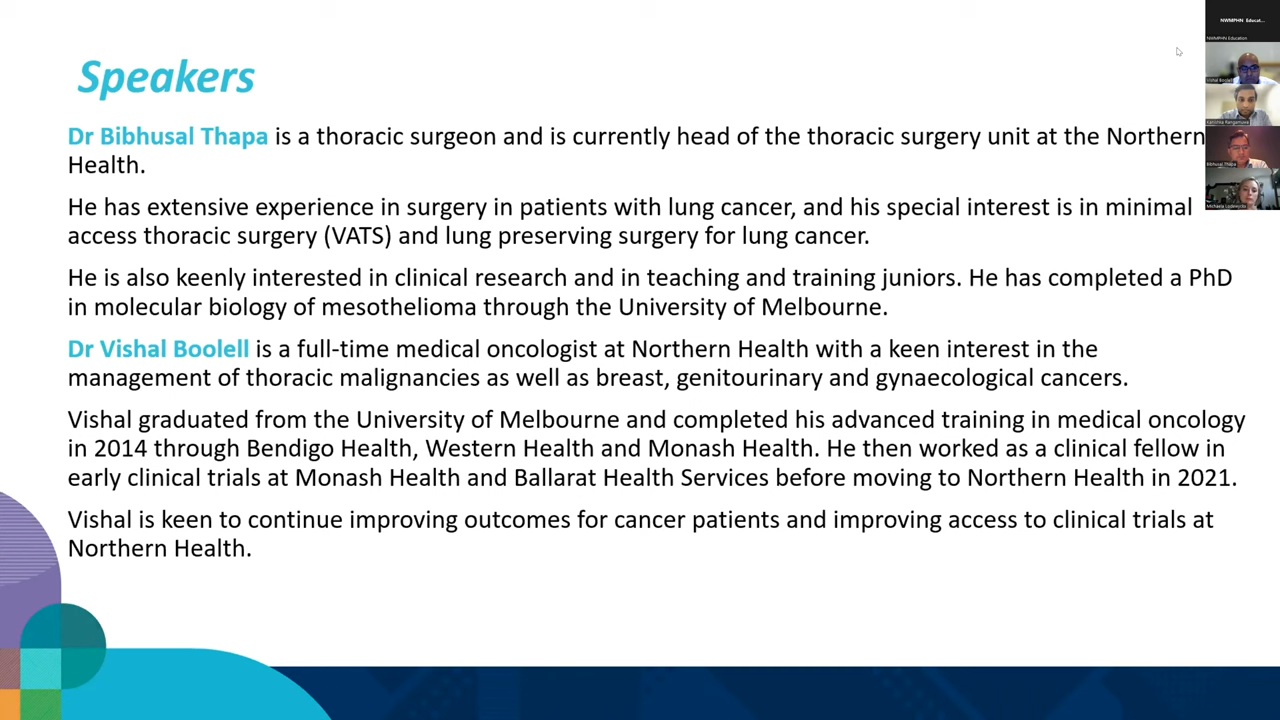 Speakers
Dr Bibhusal Thapa is a thoracic surgeon and is currently head of the thoracic surgery unit at the Northern
Health.
He has extensive experience in surgery in patients with lung cancer, and his special interest is in minimal
access thoracic surgery (VATS) and lung preserving surgery for lung cancer.
He is also keenly interested in clinical research and in teaching and training juniors. He has completed a PhD
in molecular biology of mesothelioma through the University of Melbourne.
Dr Vishal Boolell is a full-time medical oncologist at Northern Health with a keen interest in the
management of thoracic malignancies as well as breast, genitourinary and gynaecological cancers.
Vishal graduated from the University of Melbourne and completed his advanced training in medical oncology
in 2014 through Bendigo Health, Western Health and Monash Health. He then worked as a clinical fellow in
early clinical trials at Monash Health and Ballarat Health Services before moving to Northern Health in 2021.
Vishal is keen to continue improving outcomes for cancer patients and improving access to clinical trials at
Northern Health.
NWMPHN Educat...
NWMPHN Education
Vishal Boolell
Bibhusal Thapa
Michaela